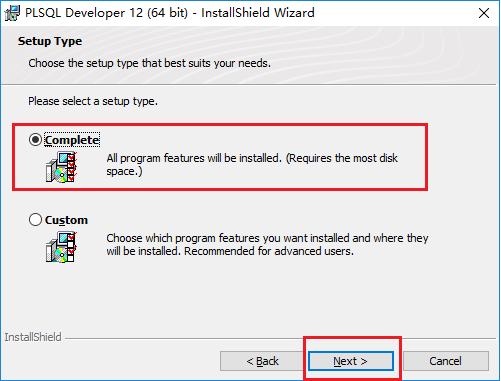 PLSQL Developer 12 (64 bit) - InstallShield Wizard
Setup Type
Choose the setup type that best suits your needs.
Please select a setup type.
Complete
All program features will be installed. (Requires the most disk
space.)
Custom
Choose which program features you want installed and where they
will be installed. Recommended for advanced users.
InstallShield
< Back
Next >
Cancel